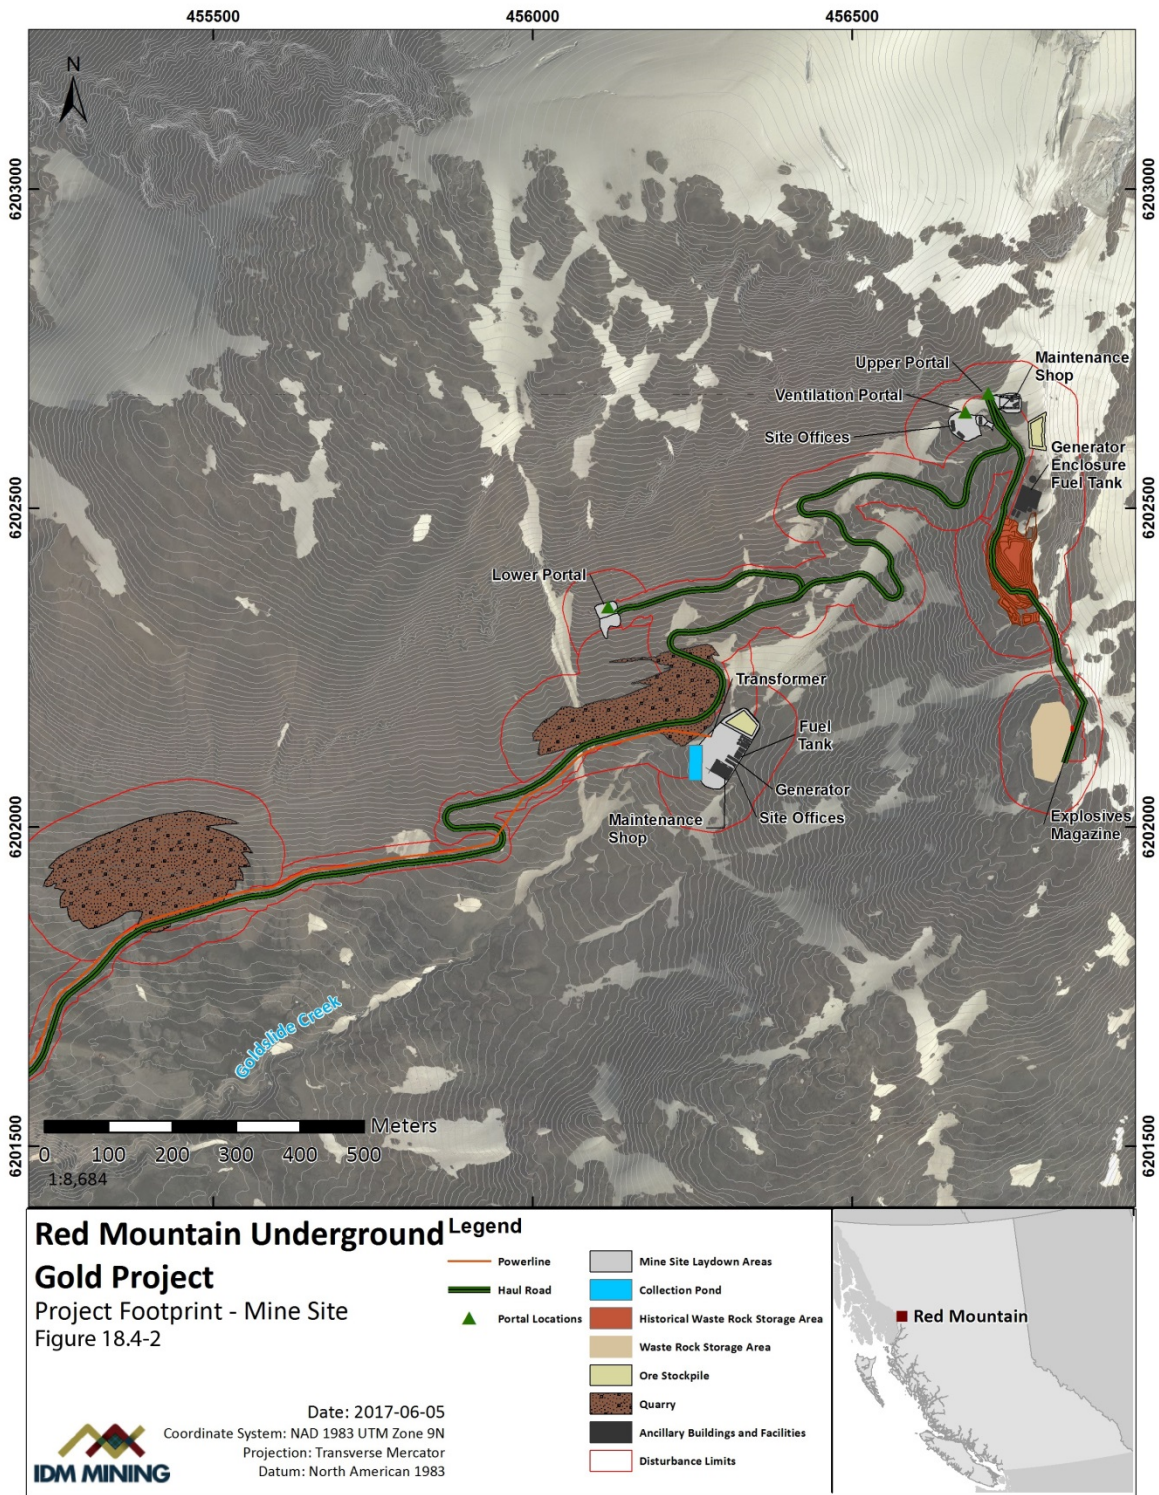 455500 456000 456500
N
6203000 6203000
Upper Portal
Maintenance
Shop
Ventilation Portal
Site Offices
Generator
Enclosure
Fuel Tank
6202500 6202500
Lower Portal
Transformer
Fuel
Tank
Generator
Site Offices
Maintenance
Shop
Explosives
Magazine
6202000 6202000
Goldslide Creek
Meters
0 100 200 300 400 500
1:8,684
6201500 6201500
Red Mountain Underground
Gold Project
Project Footprint - Mine Site
Figure 18.4-2
Date: 2017-06-05
Coordinate System: NAD 1983 UTM Zone 9N
Projection: Transverse Mercator
Datum: North American 1983
IDM MINING
Legend
Powerline
Haul Road
Portal Locations
Mine Site Laydown Areas
Collection Pond
Historical Waste Rock Storage Area
Waste Rock Storage Area
Ore Stockpile
Quarry
Ancillary Buildings and Facilities
Disturbance Limits
Red Mountain